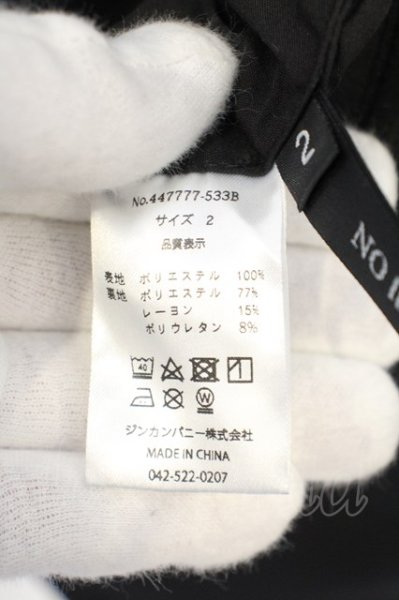 No.447777-533B
サイズ 2
品質表示
表地 ポリエステル 100%
裏地 ポリエステル 77%
レーヨン 15%
ポリウレタン 8%
40
W
ジンカンパニー株式会社
MADE IN CHINA
042-522-0207
2
NO